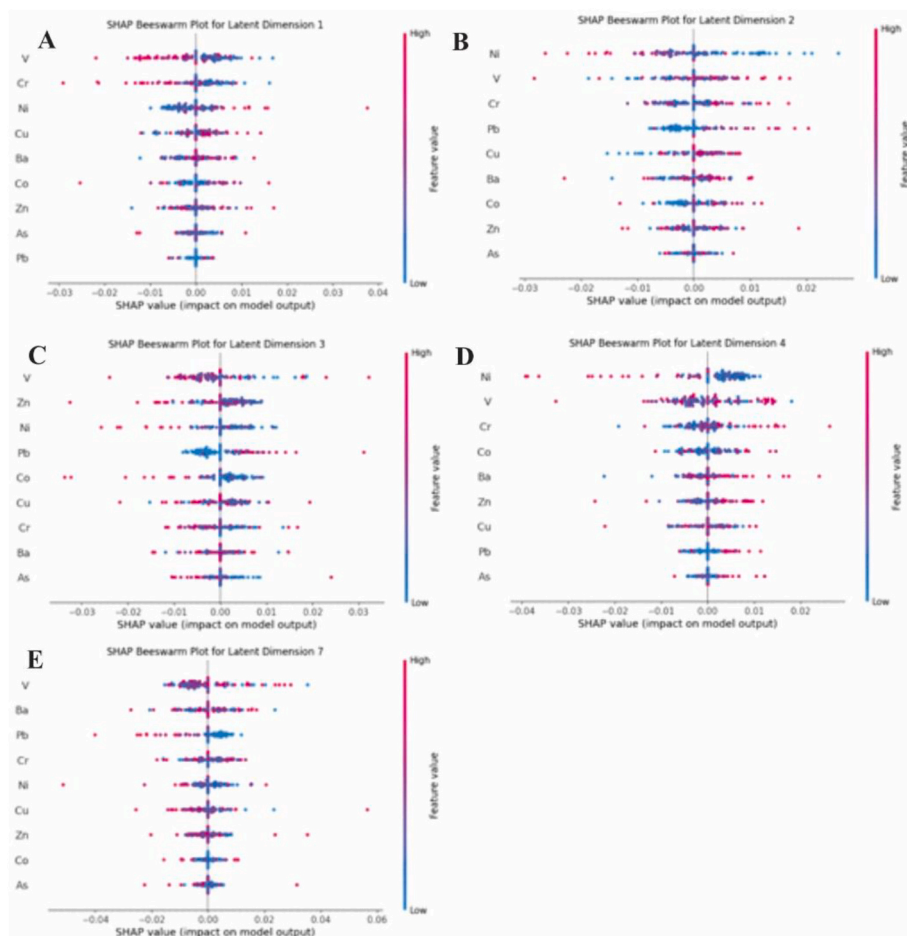 A
SHAP Beeswarm Plot for Latent Dimension 1
V
Cr
Ni
Cu
Ba
Co
Zn
As
Pb
−0.03 −0.02 −0.01 0.00 0.01 0.02 0.03 0.04
SHAP value (impact on model output)
High
Feature value
Low
B
SHAP Beeswarm Plot for Latent Dimension 2
Ni
V
Cr
Pb
Cu
Ba
Co
Zn
As
−0.03 −0.02 −0.01 0.00 0.01 0.02
SHAP value (impact on model output)
High
Feature value
Low
C
SHAP Beeswarm Plot for Latent Dimension 3
V
Zn
Ni
Pb
Co
Cu
Cr
Ba
As
−0.03 −0.02 −0.01 0.00 0.01 0.02 0.03
SHAP value (impact on model output)
High
Feature value
Low
D
SHAP Beeswarm Plot for Latent Dimension 4
Ni
V
Cr
Co
Ba
Zn
Cu
Pb
As
−0.04 −0.03 −0.02 −0.01 0.00 0.01 0.02
SHAP value (impact on model output)
High
Feature value
Low
E
SHAP Beeswarm Plot for Latent Dimension 7
V
Ba
Pb
Cr
Ni
Cu
Zn
Co
As
−0.04 −0.02 0.00 0.02 0.04 0.06
SHAP value (impact on model output)
High
Feature value
Low